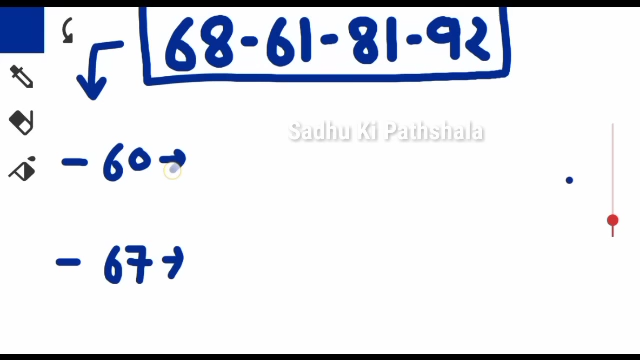 68-61-81-92
Sadhu Ki Pathshala
- 60 →
- 67 →